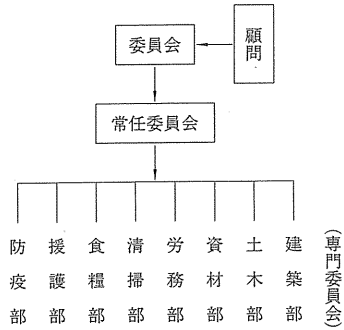 委員会
顧問
常任委員会
防疫部
援護部
食糧部
清掃部
労務部
資材部
土木部
建築部
(専門委員会)